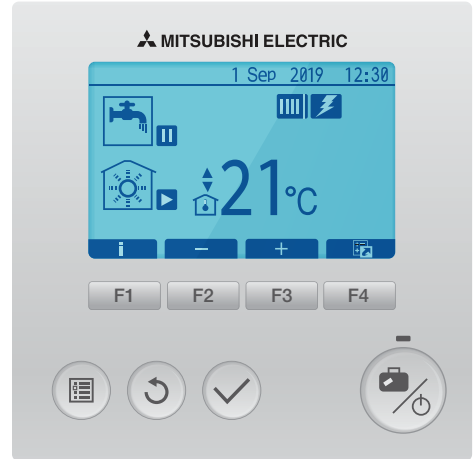 MITSUBISHI ELECTRIC
1 Sep 2019 12:30
21°C
i − +
F1 F2 F3 F4